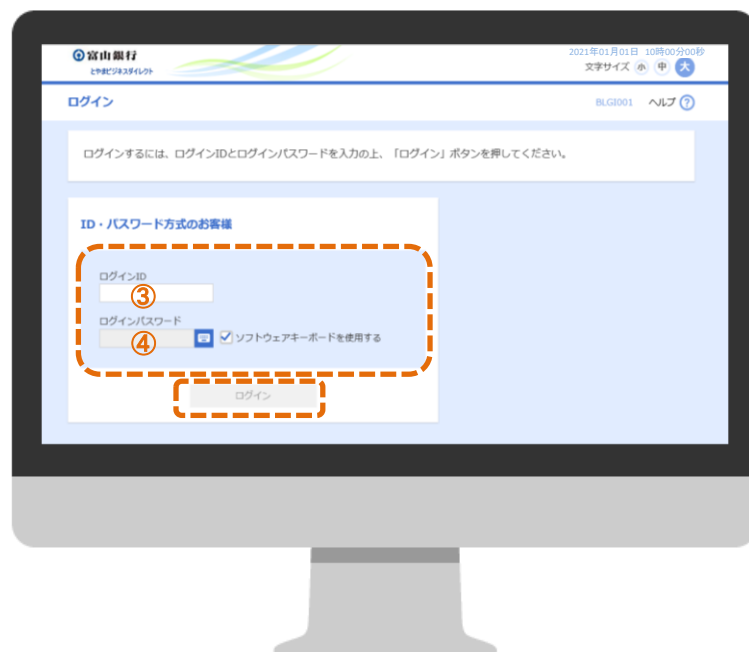 富山銀行
とやまビジネスダイレクト
2021年01月01日 10時00分00秒
文字サイズ 小 中 大
ログイン
BLGI001 ヘルプ ?
ログインするには、ログインIDとログインパスワードを入力の上、「ログイン」ボタンを押してください。
ID・パスワード方式のお客様
ログインID
③
ログインパスワード
④
ソフトウェアキーボードを使用する
ログイン